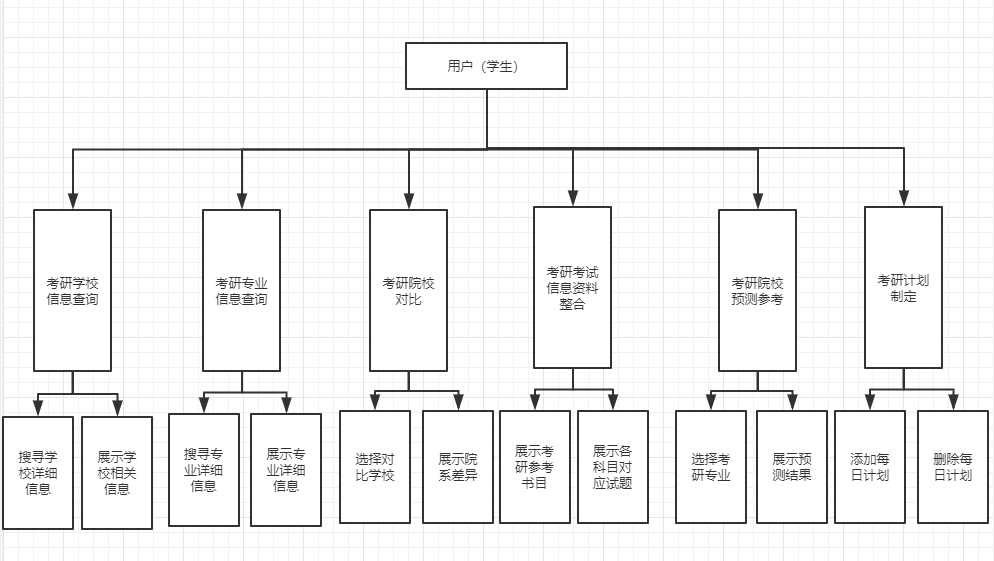 用户（学生）
考研学校
信息查询
考研专业
信息查询
考研院校
对比
考研考试
信息资料
整合
考研院校
预测参考
考研计划
制定
搜寻学
校详细
信息
展示学
校相关
信息
搜寻专
业详细
信息
展示专
业详细
信息
选择对
比学校
展示院
系差异
展示考
研参考
书目
展示各
科目对
应试题
选择考
研专业
展示预
测结果
添加每
日计划
删除每
日计划